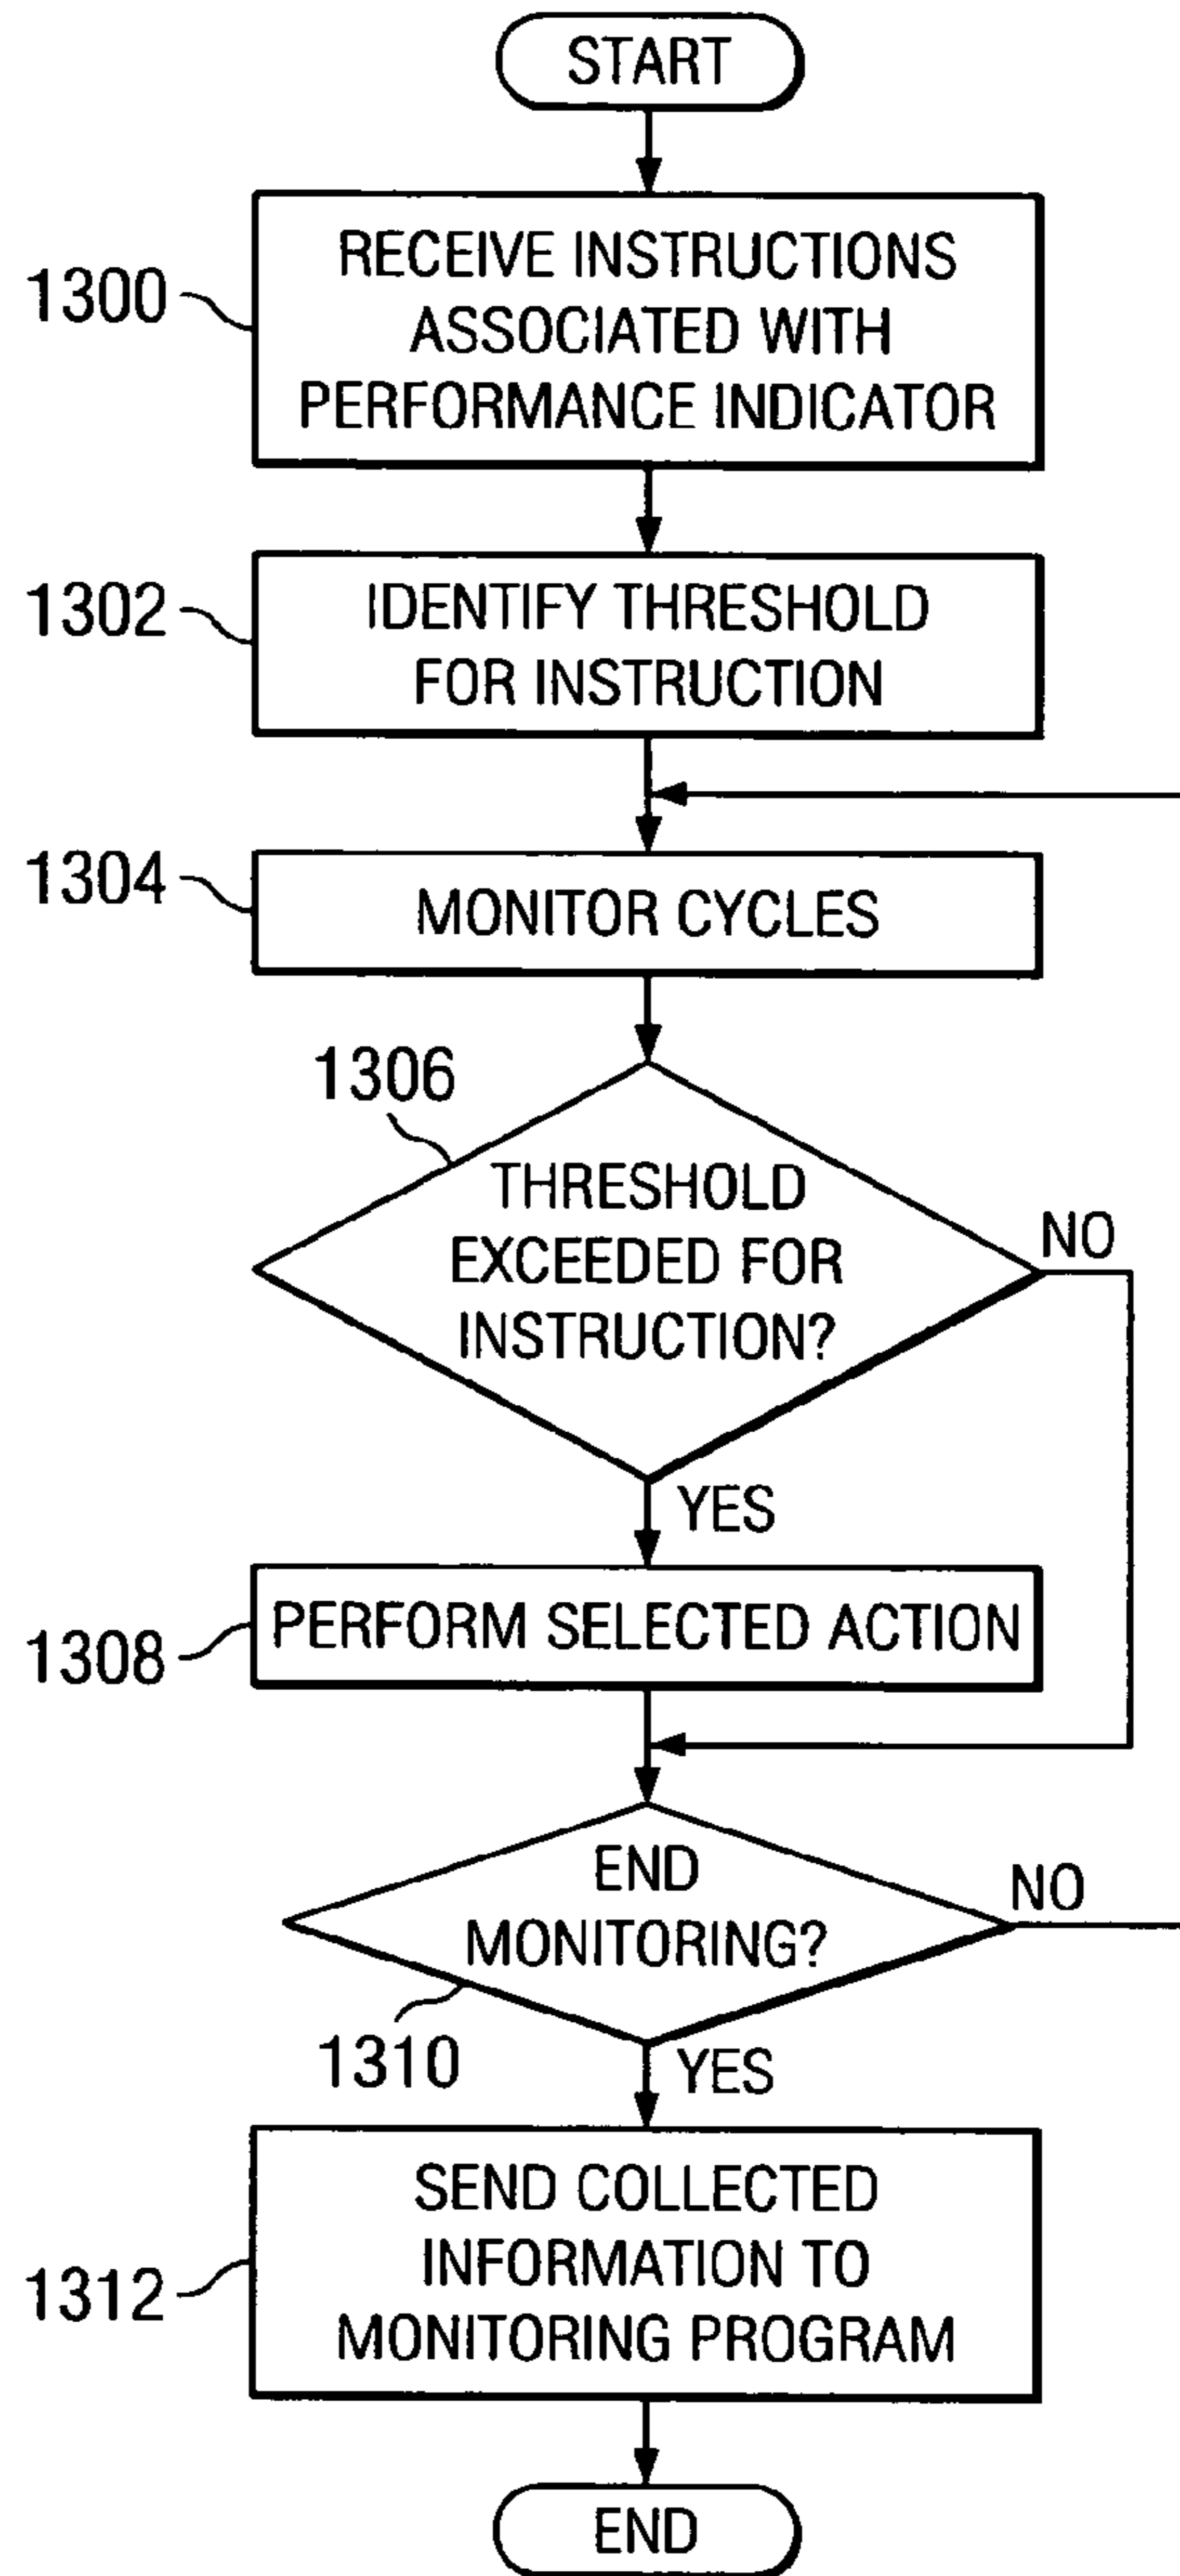 START
1300
RECEIVE INSTRUCTIONS
ASSOCIATED WITH
PERFORMANCE INDICATOR
1302
IDENTIFY THRESHOLD
FOR INSTRUCTION
1304
MONITOR CYCLES
1306
THRESHOLD
EXCEEDED FOR
INSTRUCTION?
NO
YES
1308
PERFORM SELECTED ACTION
END
MONITORING?
NO
1310
YES
1312
SEND COLLECTED
INFORMATION TO
MONITORING PROGRAM
END